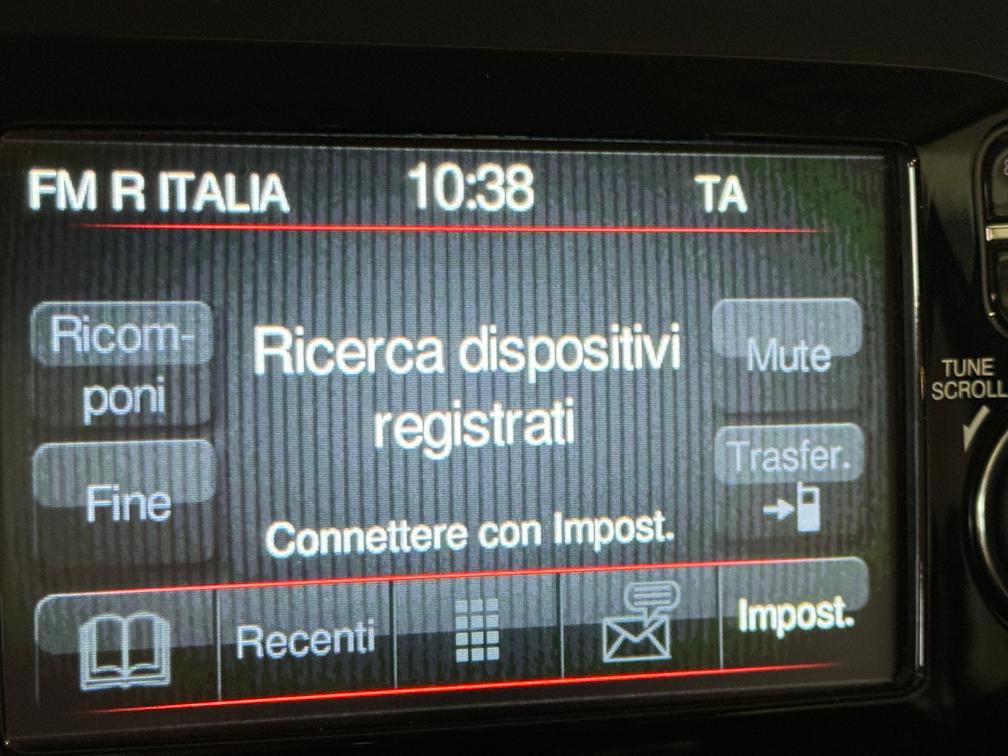 FM R ITALIA 10:38 TA
Ricom-
poni
Ricerca dispositivi
registrati
Mute
TUNE
SCROLL
Fine
Trasfer.
Connettere con Impost.
Recenti
Impost.